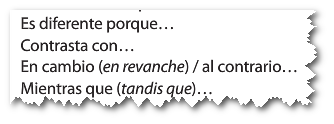 Es diferente porque…
Contrasta con…
En cambio (en revanche) / al contrario…
Mientras que (tandis que)…